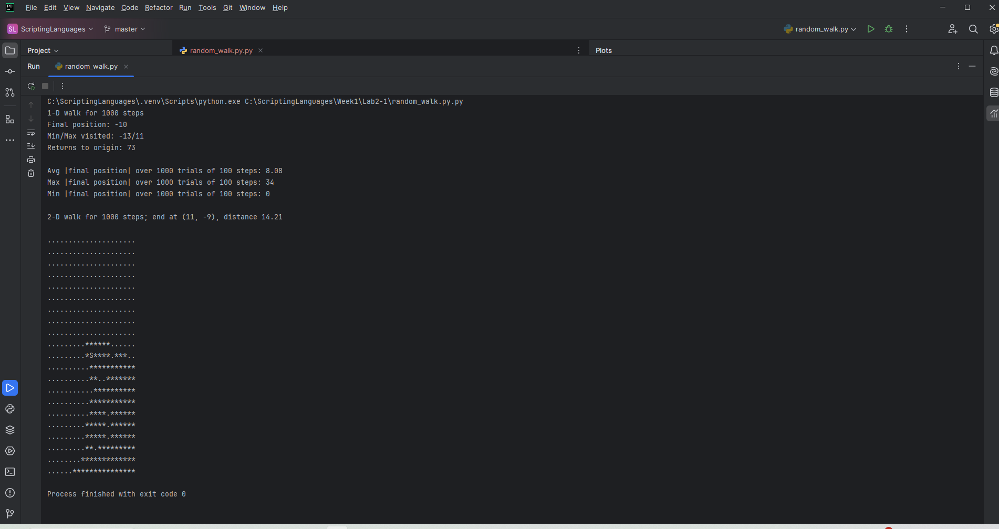 PC File Edit View Navigate Code Refactor Run Tools Git Window Help
SL ScriptingLanguages master random_walk.py
Project random_walk.py.py Plots
Run random_walk.py
C:\ScriptingLanguages\.venv\Scripts\python.exe C:\ScriptingLanguages\Week1\Lab2-1\random_walk.py.py
1-D walk for 1000 steps
Final position: -10
Min/Max visited: -13/11
Returns to origin: 73
Avg |final position| over 1000 trials of 100 steps: 8.08
Max |final position| over 1000 trials of 100 steps: 34
Min |final position| over 1000 trials of 100 steps: 0
2-D walk for 1000 steps; end at (11, -9), distance 14.21
.....................
.....................
.....................
.....................
.....................
.....................
.....................
.....................
.....................
.........******......
.........*S****.***..
..........***********
..........**..*******
...........**********
..........***********
..........****.******
.........*****.******
.........*****.******
.........**.*********
........*************
......***************
Process finished with exit code 0